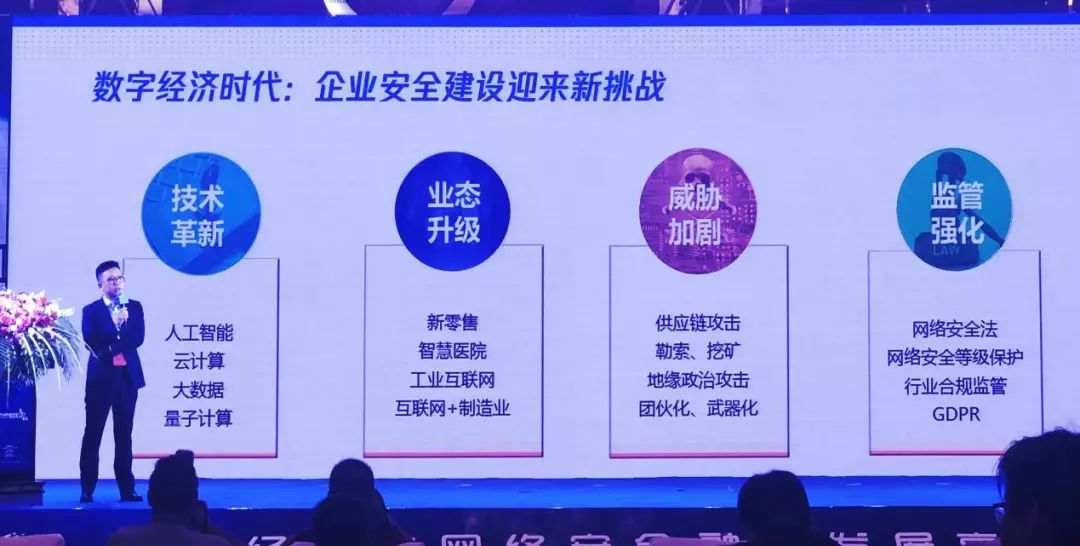 数字经济时代：企业安全建设迎来新挑战
技术
革新
人工智能
云计算
大数据
量子计算
业态
升级
新零售
智慧医院
工业互联网
互联网+制造业
威胁
加剧
供应链攻击
勒索、挖矿
地缘政治攻击
团伙化、武器化
监管
强化
LAW
网络安全法
网络安全等级保护
行业合规监管
GDPR
网络安全
发展